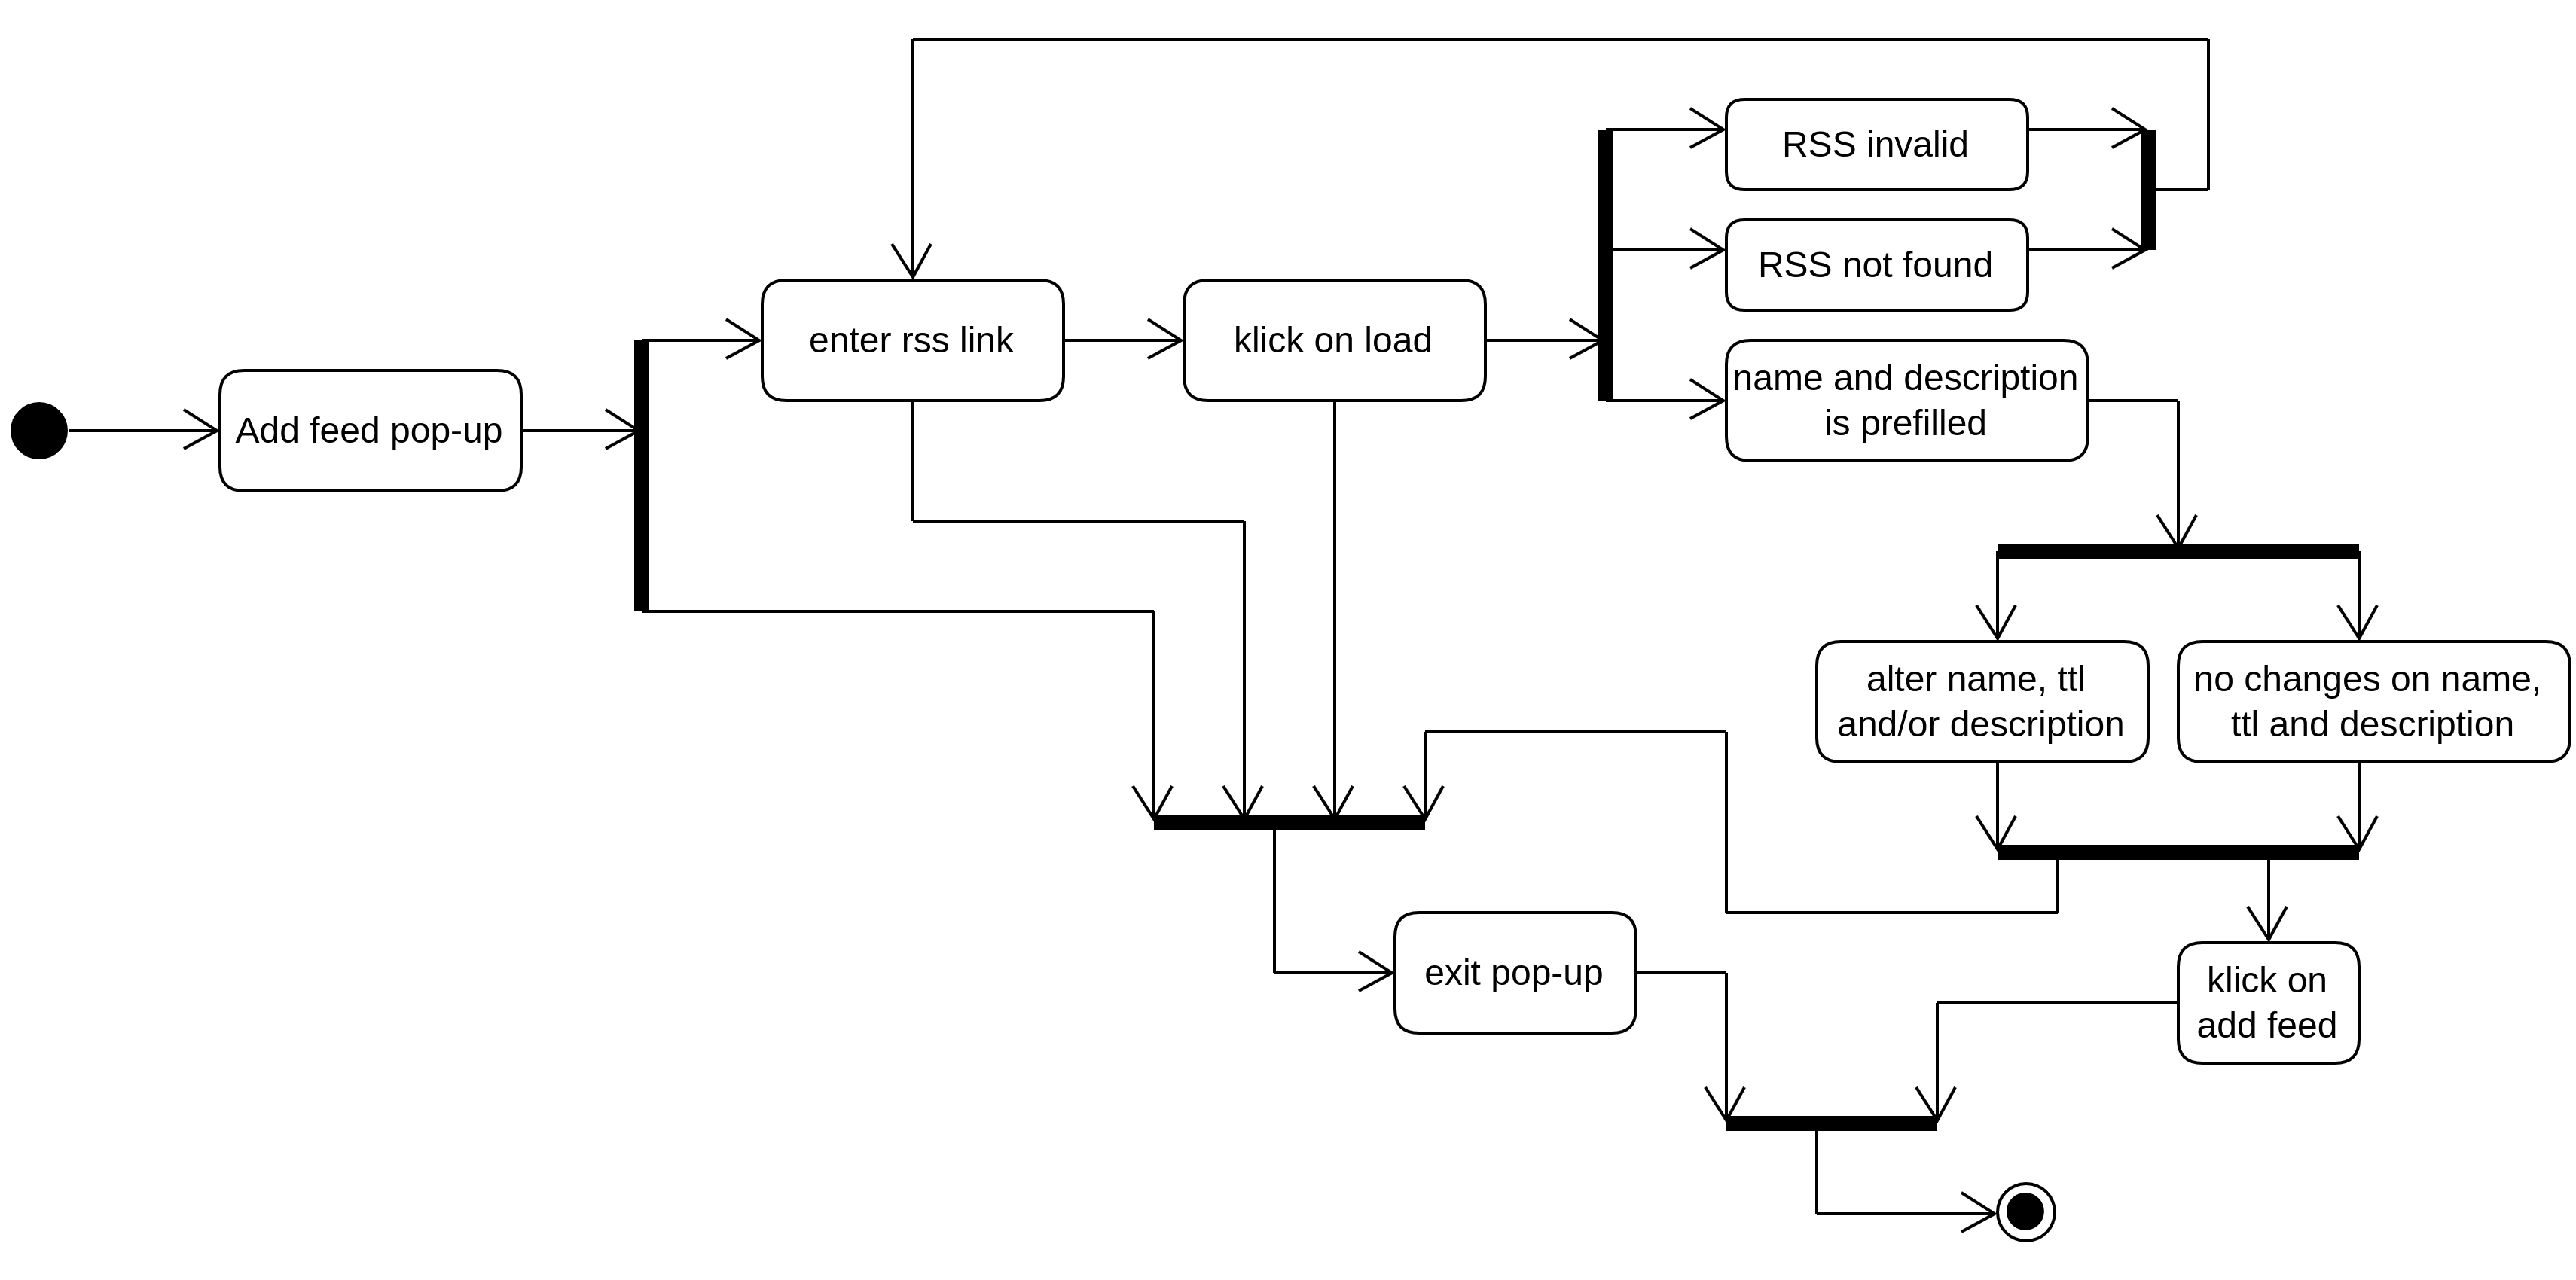 RSS invalid
RSS not found
enter rss link
klick on load
name and description
is prefilled
Add feed pop-up
alter name, ttl
and/or description
no changes on name,
ttl and description
exit pop-up
klick on
add feed